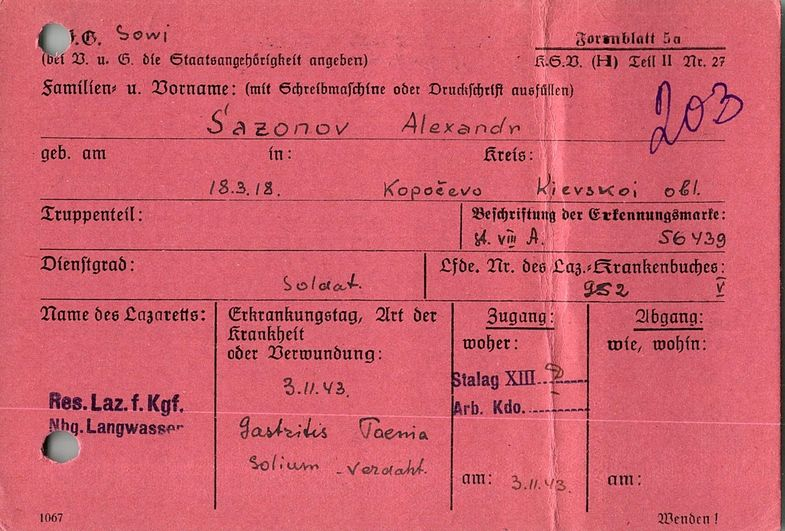 .G. Sowi
Formblatt 5a
(bei V. u. G. die Staatsangehörigkeit angeben)
K.S.V. (H) Teil II Nr. 27
Familien- u. Vorname: (mit Schreibmaschine oder Druckschrift ausfüllen)
203
Sazonov Alexandr
geb. am in: Kreis:
18.3.18. Kopočevo Kievskoi obl.
Truppenteil: Beschriftung der Erkennungsmarke:
st. VIII A. 56439
Dienstgrad: Lfde. Nr. des Laz.-Krankenbuches:
Soldat. 952 V
Name des Lazaretts:
Erkrankungstag, Art der
Krankheit
oder Verwundung:
Zugang:
woher:
Abgang:
wie, wohin:
Res. Laz. f. Kgf.
Nbg. Langwasser
3.11.43.
Gastritis Taenia
Solium - Verdaht.
Stalag XIII D
Arb. Kdo.
am: 3.11.43.
am:
1067
Wenden!